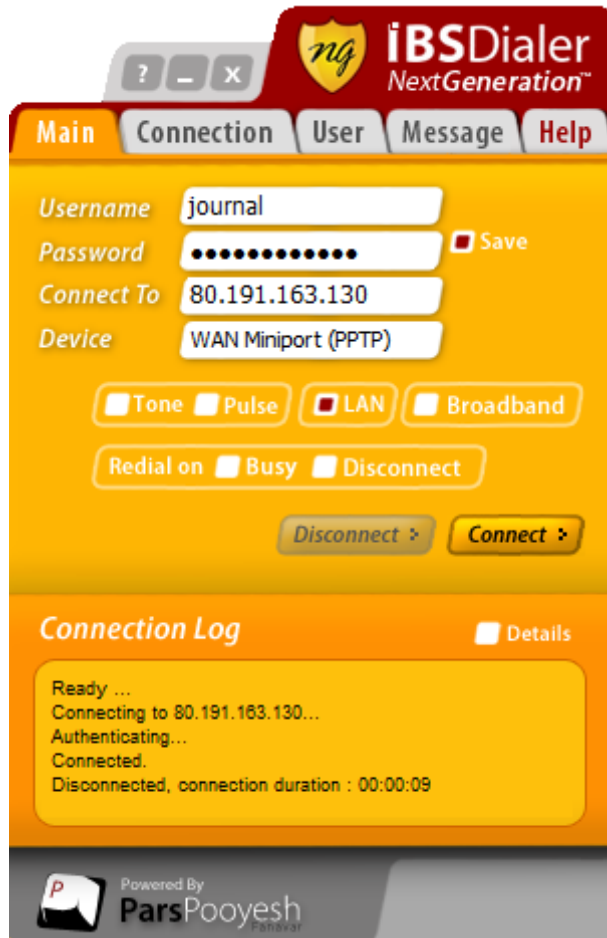 ? _ x
ng
iBSDialer
NextGeneration™
Main Connection User Message Help
Username journal
Password ●●●●●●●●●●●● Save
Connect To 80.191.163.130
Device WAN Miniport (PPTP)
Tone Pulse LAN Broadband
Redial on Busy Disconnect
Disconnect Connect
Connection Log Details
Ready ...
Connecting to 80.191.163.130...
Authenticating...
Connected.
Disconnected, connection duration : 00:00:09
P
Powered By
ParsPooyesh
Fanavar